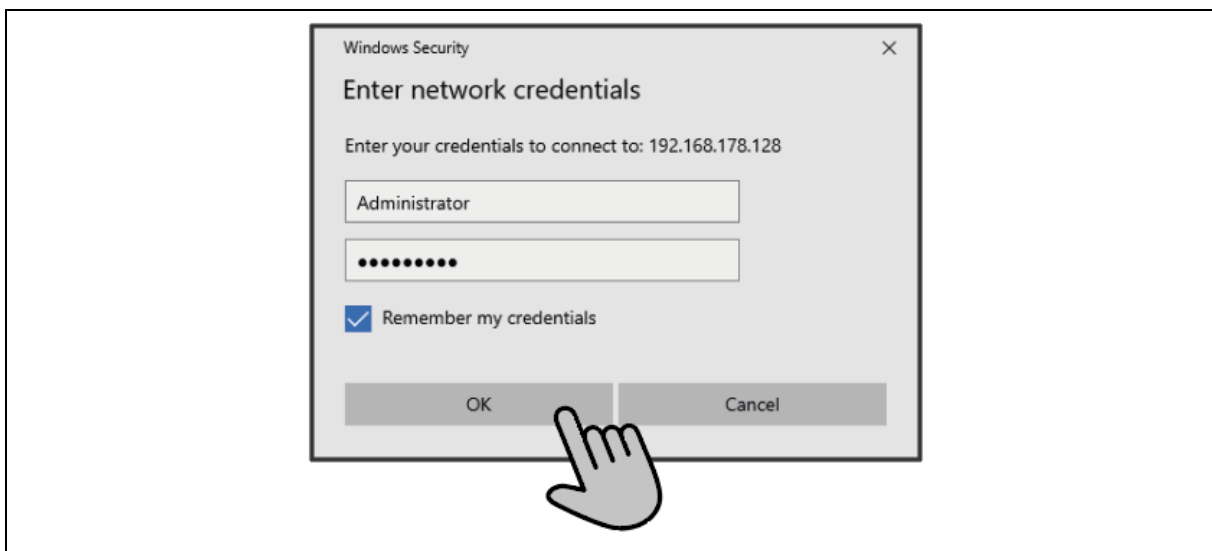 Windows Security
Enter network credentials
Enter your credentials to connect to: 192.168.178.128
Administrator
●●●●●●●●●
Remember my credentials
OK Cancel